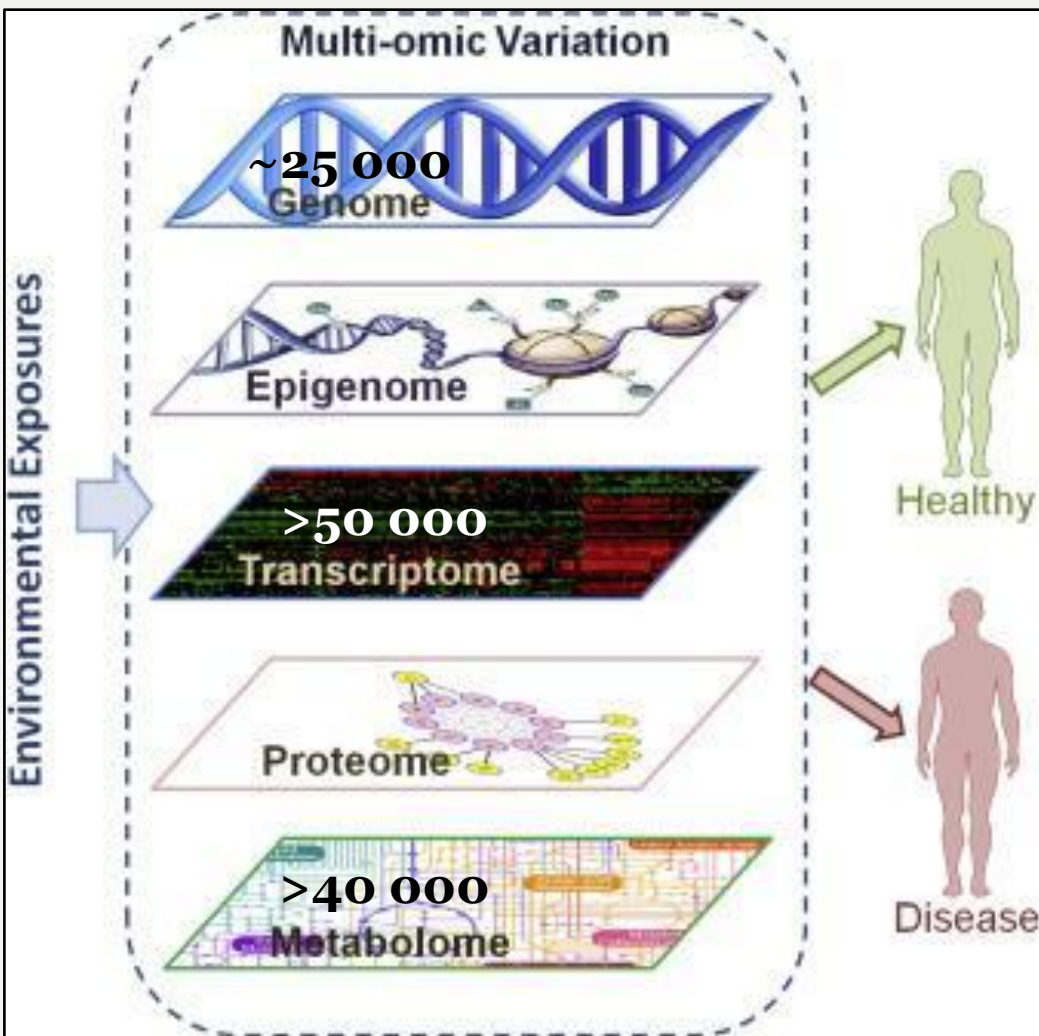 Multi-omic Variation
~25 000
Genome
Epigenome
>50 000
Transcriptome
Proteome
>40 000
Metabolome
Environmental Exposures
Healthy
Disease